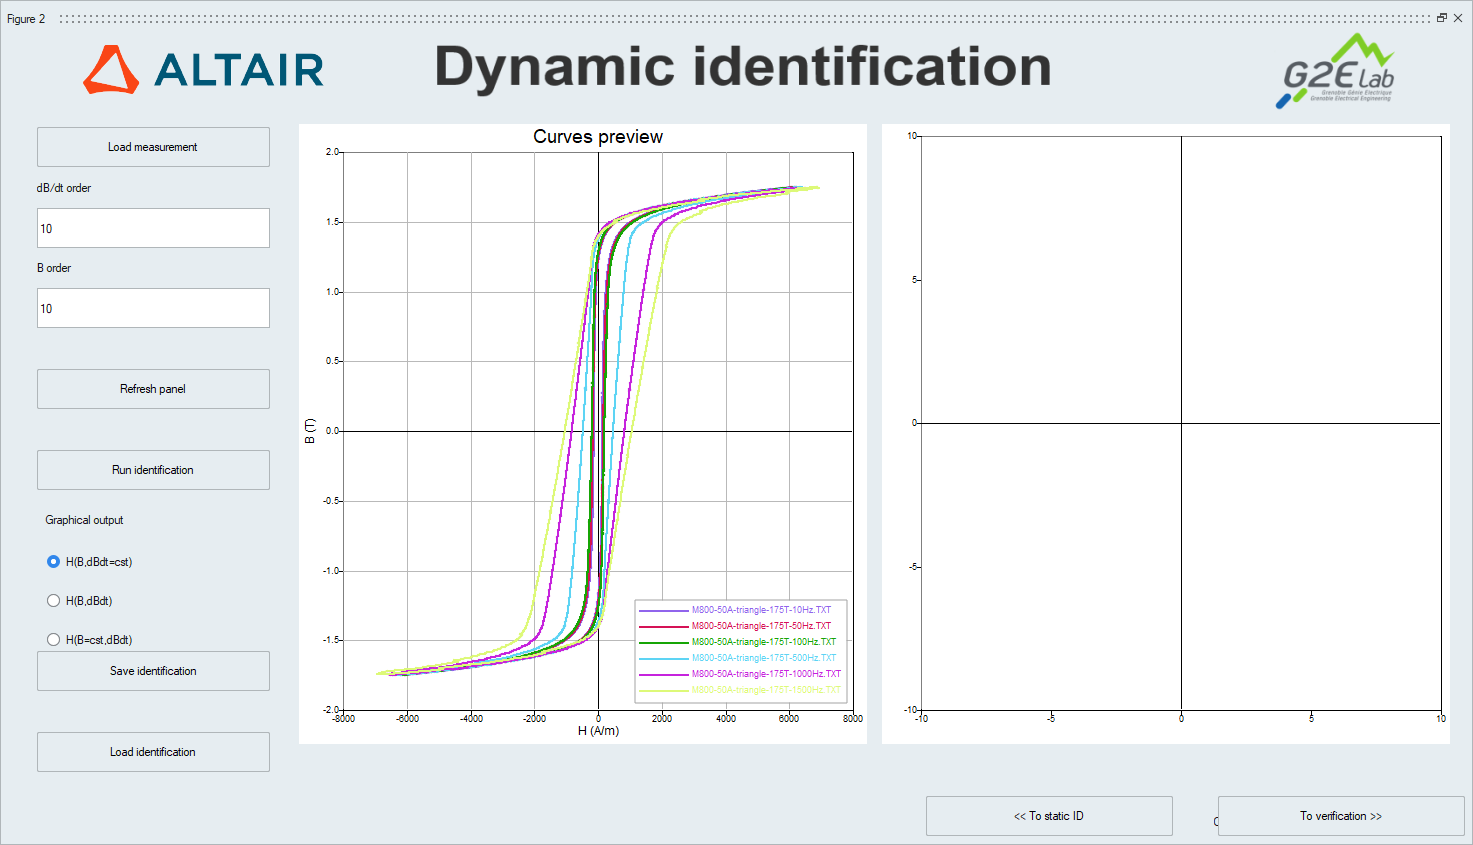 Figure 2
ALTAIR
Dynamic identification
G2ELab
Grenoble Génie Electrique
Grenoble Electrical Engineering
Load measurement
dB/dt order
10
B order
10
Refresh panel
Run identification
Graphical output
H(B,dBdt=cst)
H(B,dBdt)
H(B=cst,dBdt)
Save identification
Load identification
Curves preview
B (T)
2.0
1.5
1.0
0.5
0.0
-0.5
-1.0
-1.5
-2.0
-8000 -6000 -4000 -2000 0 2000 4000 6000 8000
H (A/m)
M800-50A-triangle-175T-10Hz.TXT
M800-50A-triangle-175T-50Hz.TXT
M800-50A-triangle-175T-100Hz.TXT
M800-50A-triangle-175T-500Hz.TXT
M800-50A-triangle-175T-1000Hz.TXT
M800-50A-triangle-175T-1500Hz.TXT
10
5
0
-5
-10
-10 -5 0 5 10
<< To static ID
To verification >>